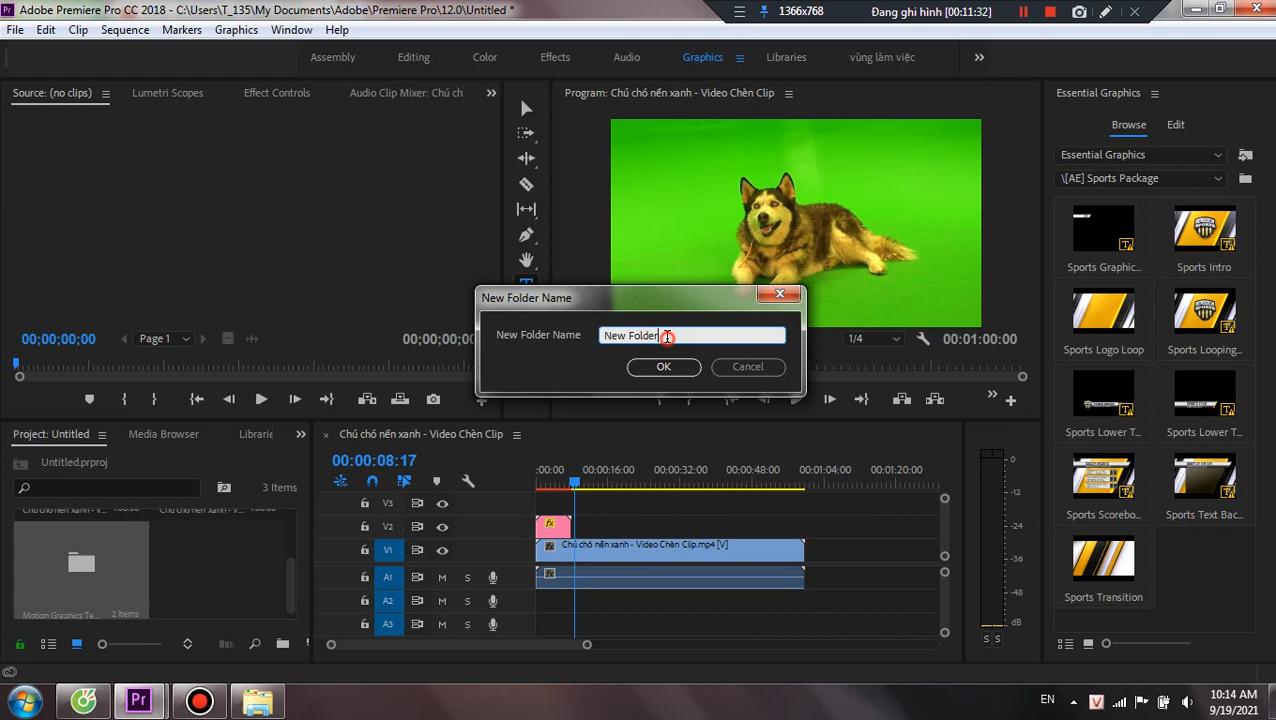 Adobe Premiere Pro CC 2018 - C:\Users\T_135\My Documents\Adobe\Premiere Pro\12.0\Untitled *
1366x768
Đang ghi hình [00:11:32]
File Edit Clip Sequence Markers Graphics Window Help
Assembly Editing Color Effects Audio Graphics Libraries vùng làm việc
Source: (no clips) Lumetri Scopes Effect Controls Audio Clip Mixer: Chú ch
Program: Chú chó nền xanh - Video Chèn Clip
Essential Graphics
Browse Edit
Essential Graphics
\[AE] Sports Package
Sports Graphic... Sports Intro
Sports Logo Loop Sports Looping...
Sports Lower T... Sports Lower T...
Sports Scorebo... Sports Text Bac...
Sports Transition
New Folder Name
New Folder Name New Folder
OK Cancel
00;00;00;00 Page 1 00;00;00;00
1/4 00:01:00:00
Project: Untitled Media Browser Librarie
Untitled.prproj
3 Items
Motion Graphics Te... 2 Items
× Chú chó nền xanh - Video Chèn Clip
00:00:08:17
:00:00 00:00:16:00 00:00:32:00 00:00:48:00 00:01:04:00 00:01:20:00
V3
V2 fx
V1 fx Chú chó nền xanh - Video Chèn Clip.mp4 [V]
A1 M S fx
A2 M S
A3 M S
0
-12
-24
-36
-48
dB
S S
EN
10:14 AM
9/19/2021